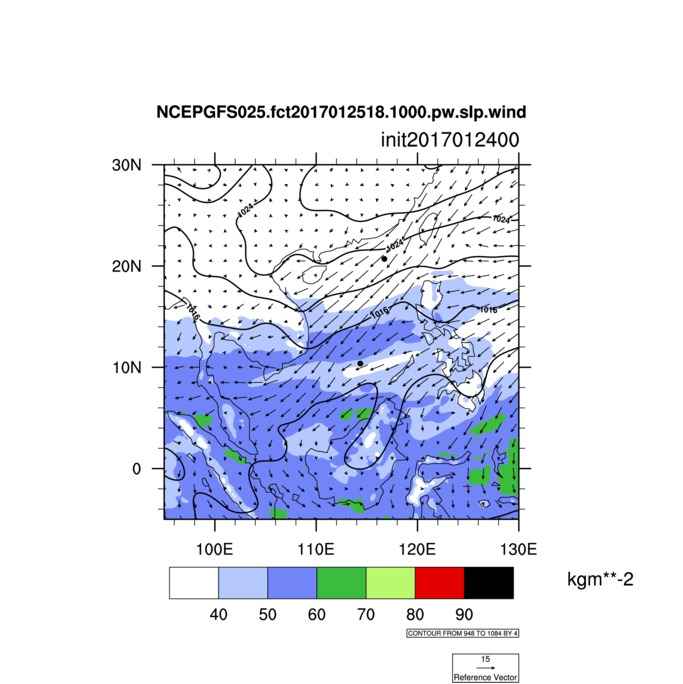 NCEPGFS025.fct2017012518.1000.pw.slp.wind
init2017012400
30N
1024
1024
1024
20N
1016
1016
1016
10N
0
100E 110E 120E 130E
kgm**-2
40 50 60 70 80 90
CONTOUR FROM 948 TO 1084 BY 4
15
Reference Vector